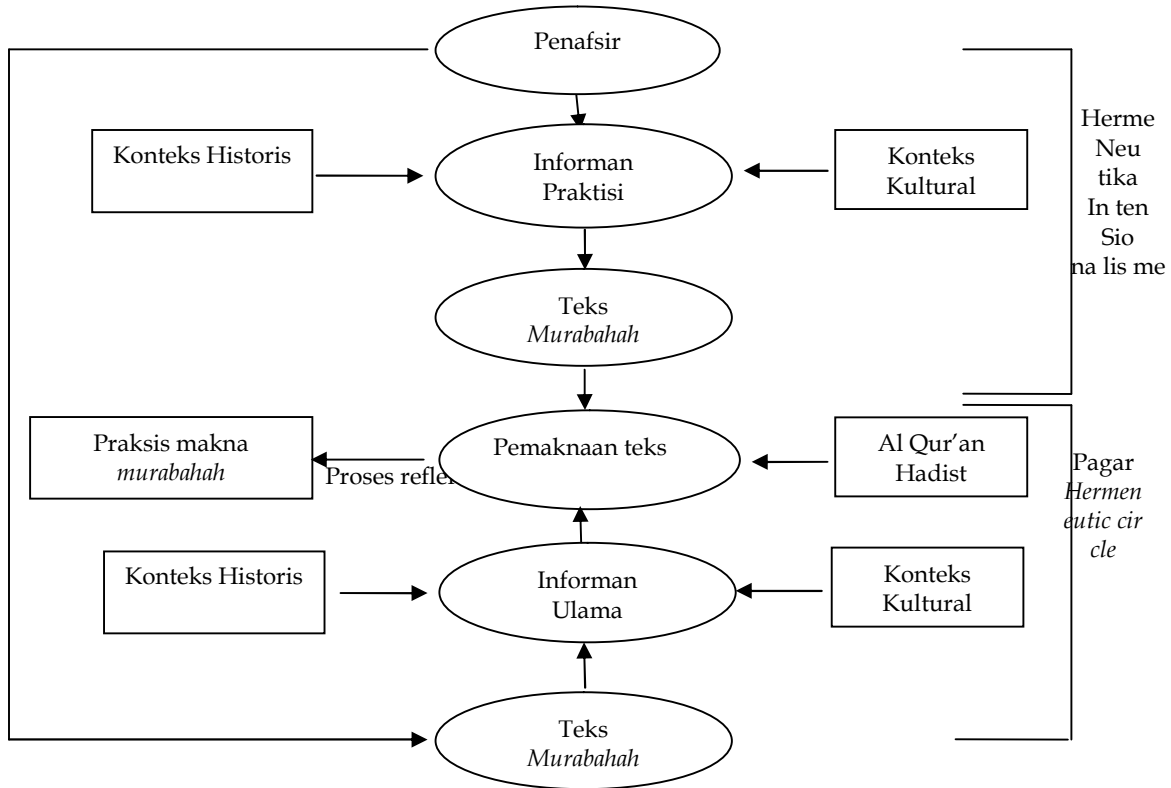 Penafsir
Konteks Historis
Informan
Praktisi
Konteks
Kultural
Herme
Neu
tika
In ten
Sio
na lis me
Teks
Murabahah
Praksis makna
murabahah
Proses reflek
Pemaknaan teks
Al Qur’an
Hadist
Pagar
Hermen
eutic cir
cle
Konteks Historis
Informan
Ulama
Konteks
Kultural
Teks
Murabahah